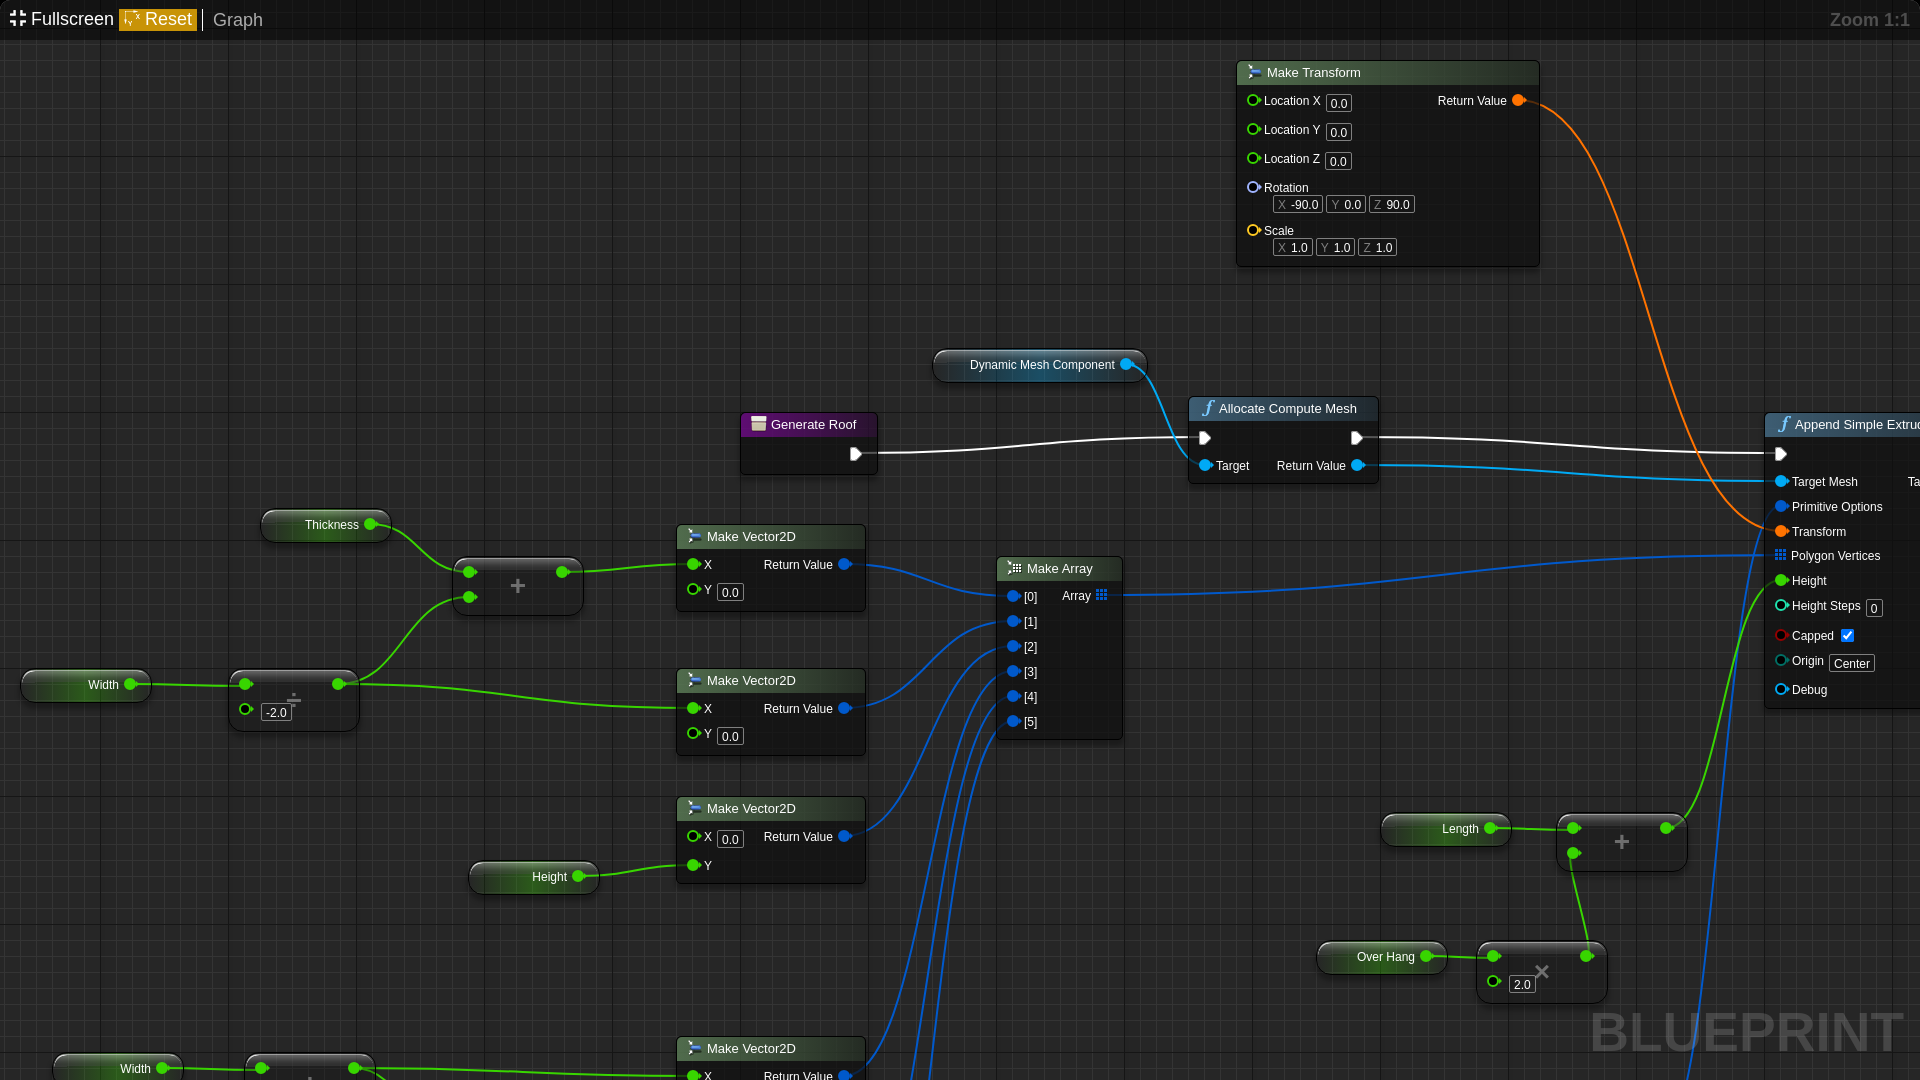 Fullscreen Reset Graph
Zoom 1:1
Make Transform
Location X 0.0 Return Value
Location Y 0.0
Location Z 0.0
Rotation
X -90.0 Y 0.0 Z 90.0
Scale
X 1.0 Y 1.0 Z 1.0
Dynamic Mesh Component
Generate Roof
Allocate Compute Mesh
Target Return Value
Append Simple Extruc
Target Mesh Ta
Primitive Options
Transform
Polygon Vertices
Height
Height Steps 0
Capped
Origin Center
Debug
Thickness
+
Width
÷
-2.0
Make Vector2D
X Return Value
Y 0.0
Make Vector2D
X Return Value
Y 0.0
Make Vector2D
X 0.0 Return Value
Y
Height
Make Array
[0] Array
[1]
[2]
[3]
[4]
[5]
Length
+
Over Hang
×
2.0
Width
Make Vector2D
X Return Value
BLUEPRINT